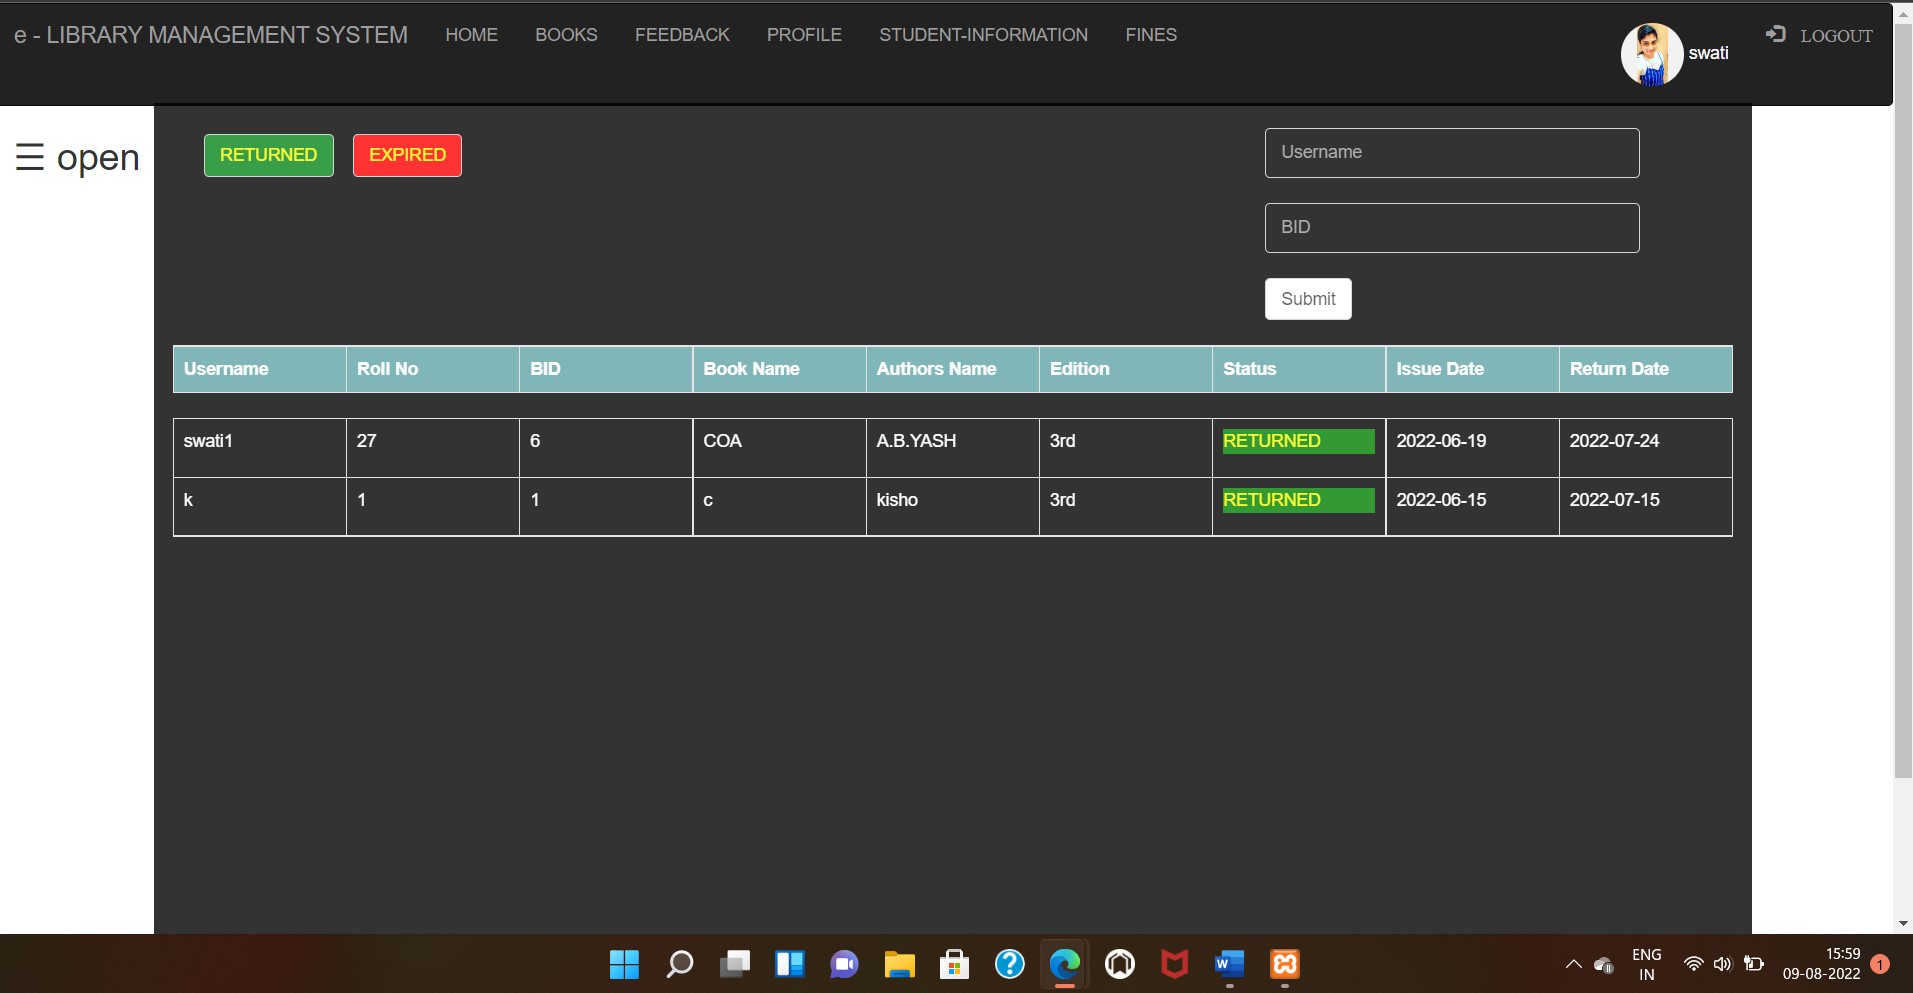 e - LIBRARY MANAGEMENT SYSTEM HOME BOOKS FEEDBACK PROFILE STUDENT-INFORMATION FINES swati LOGOUT
☰ open
RETURNED EXPIRED
Username
BID
Submit
Username Roll No BID Book Name Authors Name Edition Status Issue Date Return Date
swati1 27 6 COA A.B.YASH 3rd RETURNED 2022-06-19 2022-07-24
k 1 1 c kisho 3rd RETURNED 2022-06-15 2022-07-15
ENG 15:59
IN 09-08-2022 1